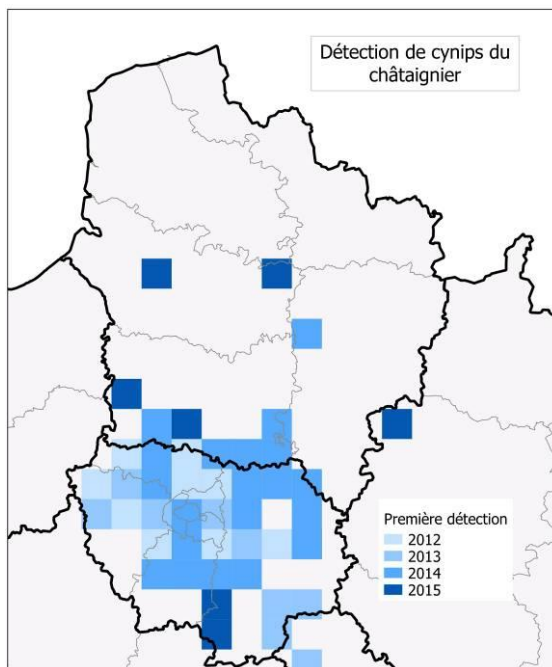 Détection de cynips du
châtaignier
Première détection
2012
2013
2014
2015